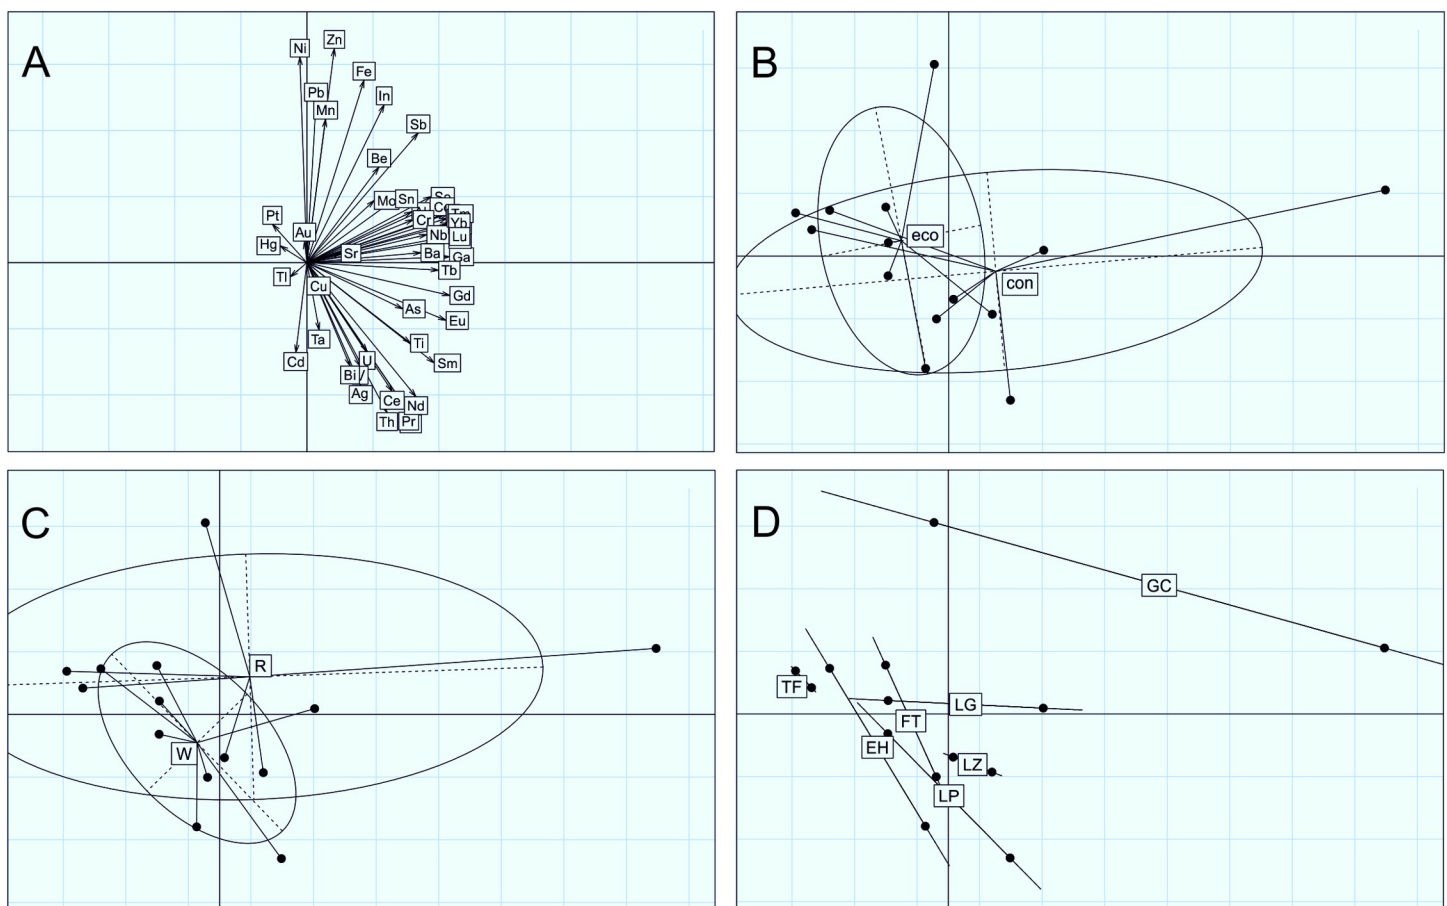 A
Ni
Zn
Fe
Pb
In
Mn
Sb
Be
Mo
Sn
Cr
Yb
Pt
Au
Nb
Lu
Hg
Sr
Ba
Ga
Tl
Tb
Cu
Gd
As
Eu
Ta
Ti
Cd
U
Sm
Bi
Ag
Ce
Nd
Th
Pr
B
eco
con
C
R
W
D
GC
TF
LG
FT
EH
LZ
LP